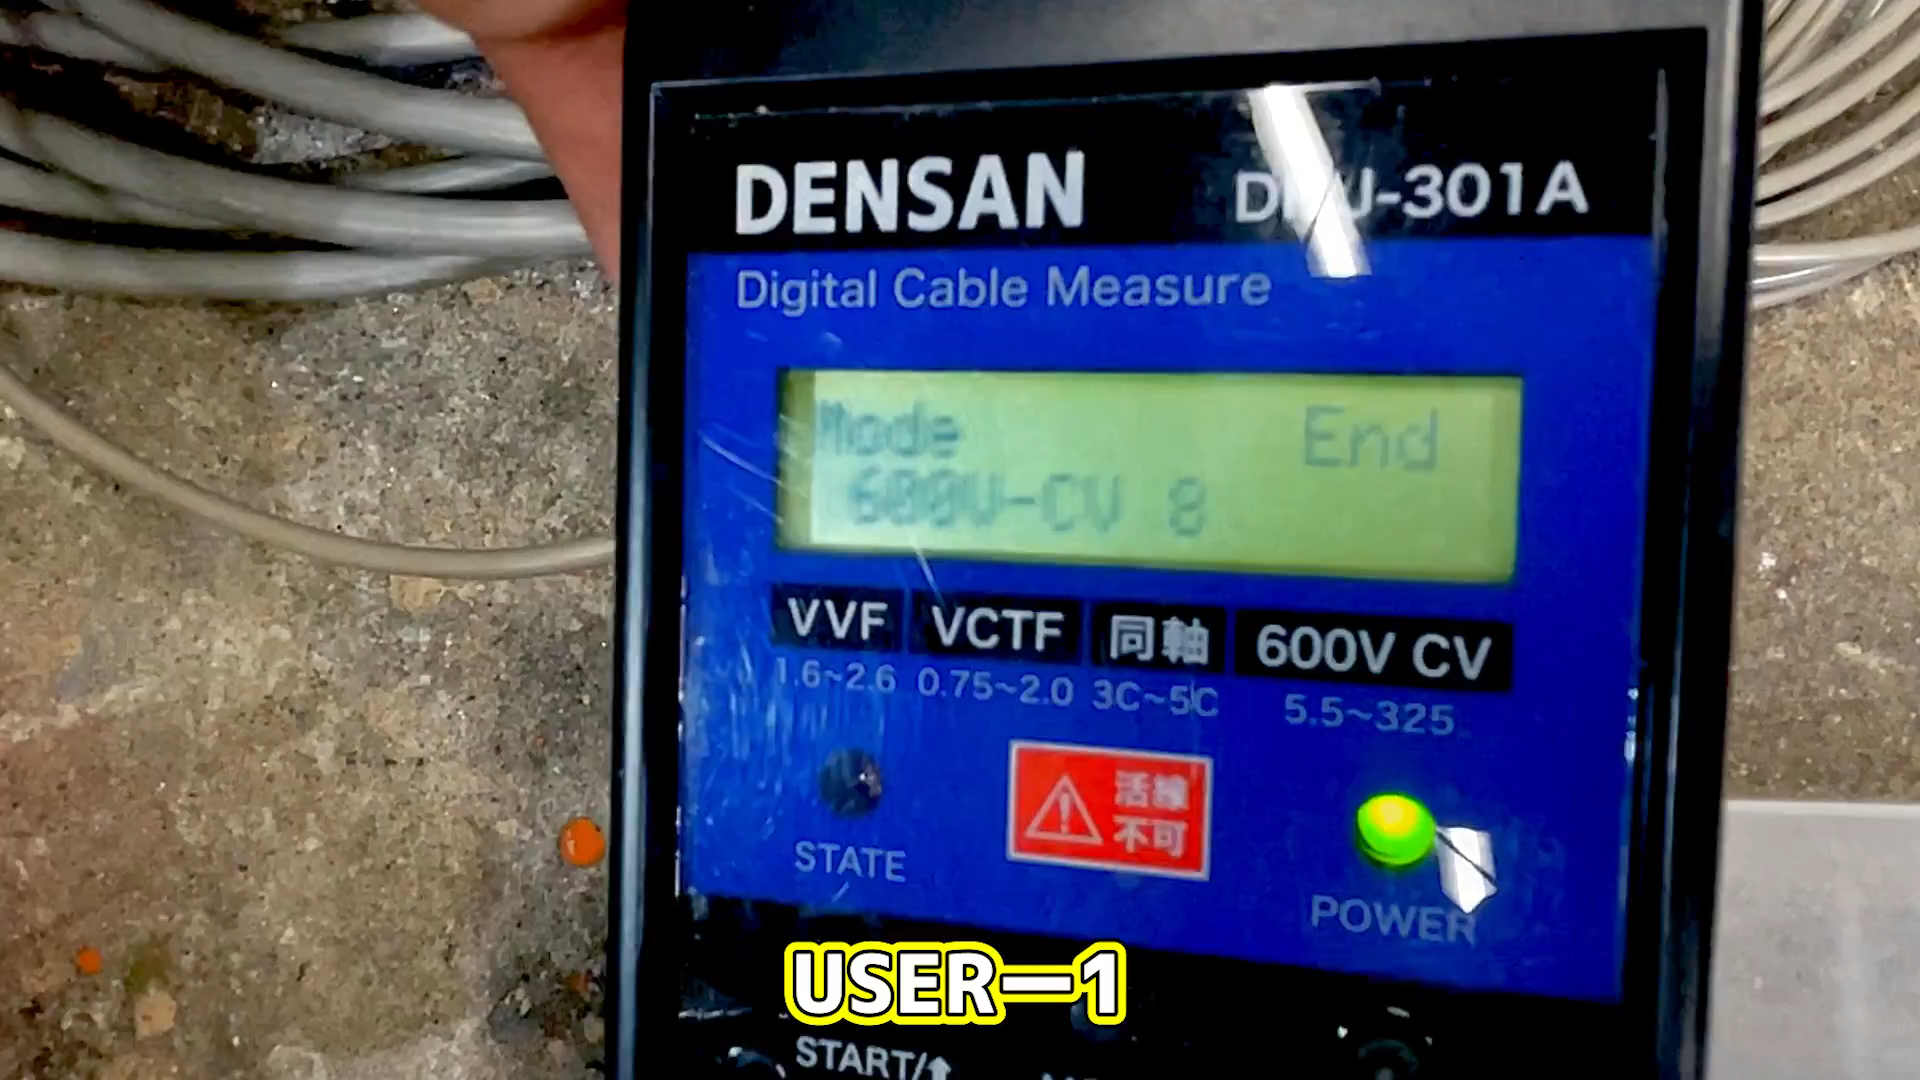 DENSAN
-301A
Digital Cable Measure
Mode End
600V-CV 8
VVF VCTF 同軸 600V CV
1.6~2.6 0.75~2.0 3C~5C 5.5~325
活線
不可
STATE
POWER
USER—1
START/⬆